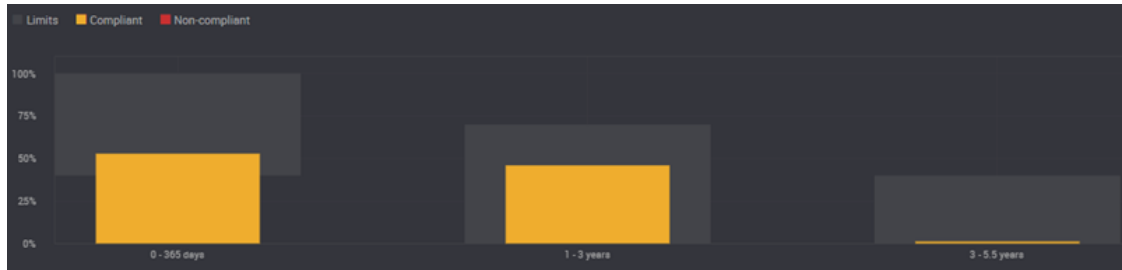 Limits Compliant Non-compliant
100%
75%
50%
25%
0%
0 - 365 days 1 - 3 years 3 - 5.5 years